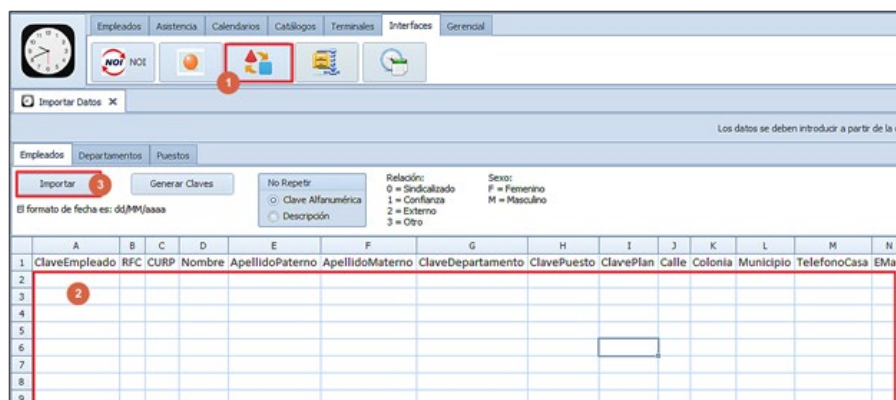 Empleados Asistencia Calendarios Catálogos Terminales Interfaces Gerencial
NOI NOI
1
Importar Datos X
Los datos se deben introducir a partir de la
Empleados Departamentos Puestos
Importar 3 Generar Claves
El formato de fecha es: dd/MM/aaaa
No Repetir
Clave Alfanumérica
Descripción
Relación:
0 = Sindicalizado
1 = Confianza
2 = Externo
3 = Otro
Sexo:
F = Femenino
M = Masculino
A B C D E F G H I J K L M N
1 ClaveEmpleado RFC CURP Nombre ApellidoPaterno ApellidoMaterno ClaveDepartamento ClavePuesto ClavePlan Calle Colonia Municipio TelefonoCasa EMa
2
2
3
4
5
6
7
8
9